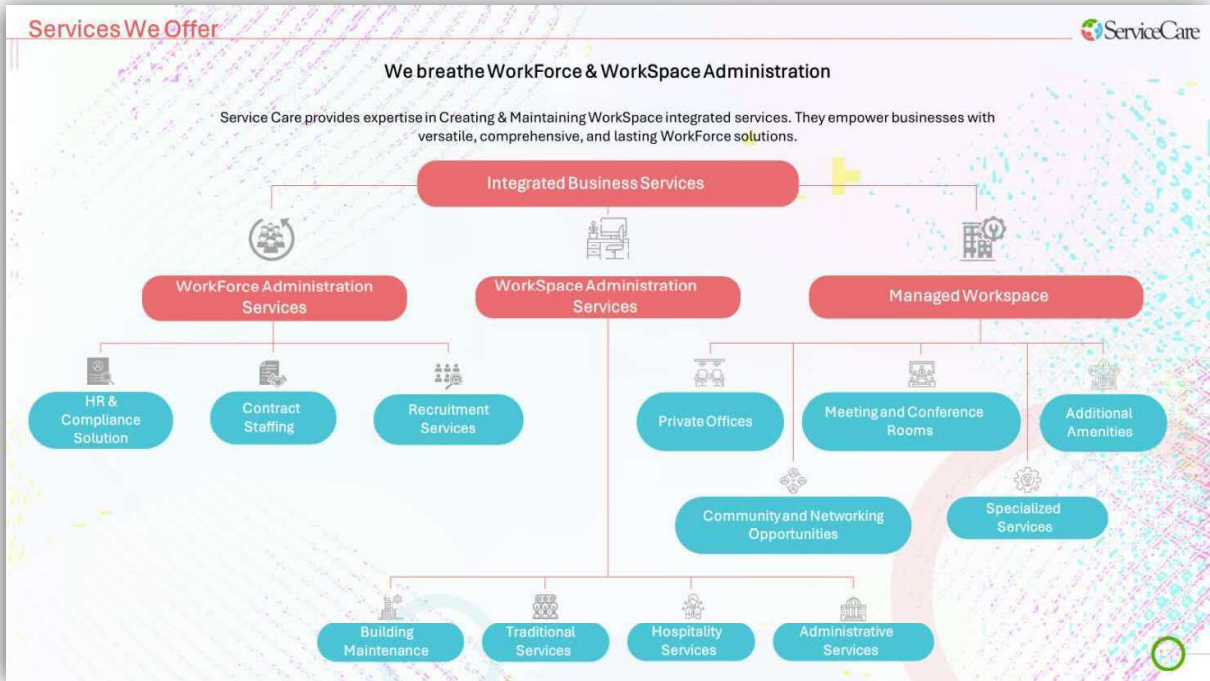 Services We Offer
ServiceCare
We breathe WorkForce & WorkSpace Administration
Service Care provides expertise in Creating & Maintaining WorkSpace integrated services. They empower businesses with
versatile, comprehensive, and lasting WorkForce solutions.
Integrated Business Services
WorkForce Administration
Services
WorkSpace Administration
Services
Managed Workspace
HR &
Compliance
Solution
Contract
Staffing
Recruitment
Services
Private Offices
Meeting and Conference
Rooms
Additional
Amenities
Community and Networking
Opportunities
Specialized
Services
Building
Maintenance
Traditional
Services
Hospitality
Services
Administrative
Services